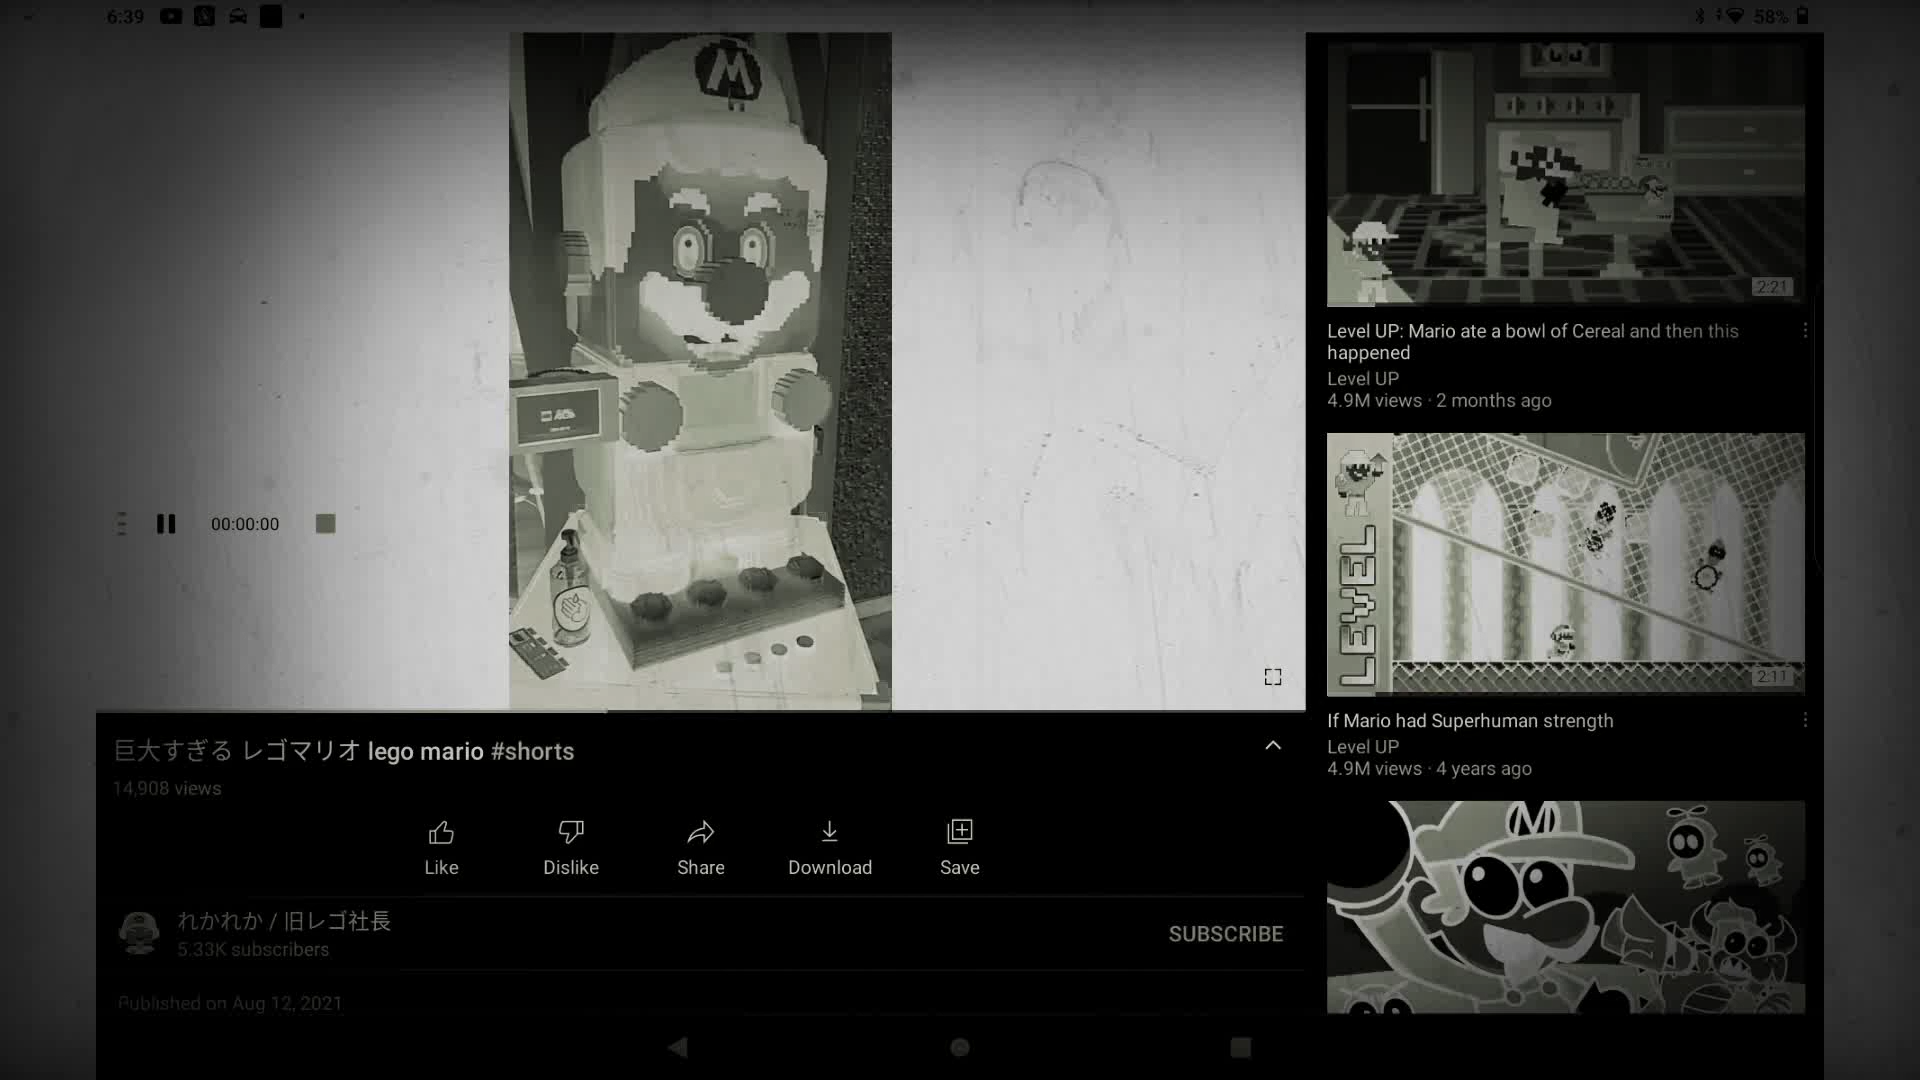 6:39
58%
M
00:00:00
2:21
Level UP: Mario ate a bowl of Cereal and then this
happened
Level UP
4.9M views · 2 months ago
LEVEL
2:11
If Mario had Superhuman strength
Level UP
4.9M views · 4 years ago
M
巨大すぎる レゴマリオ lego mario #shorts
14,908 views
Like
Dislike
Share
Download
Save
れかれか / 旧レゴ社長
5.33K subscribers
SUBSCRIBE
Published on Aug 12, 2021